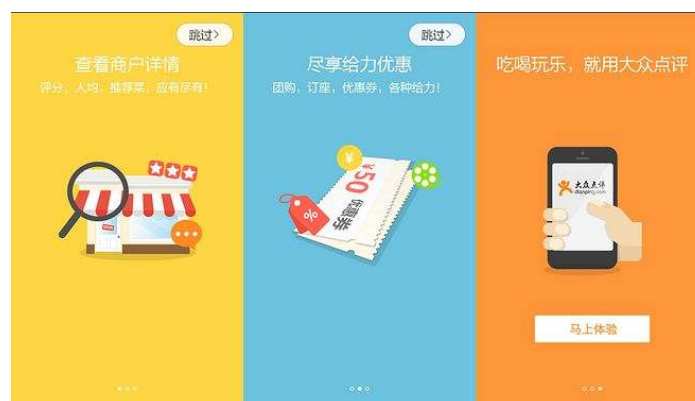 跳过>
查看商户详情
评分，人均，推荐菜，应有尽有！
跳过>
尽享给力优惠
团购，订座，优惠券，各种给力！
¥
¥50
优惠券
%
吃喝玩乐，就用大众点评
大众点评
dianping.com
马上体验